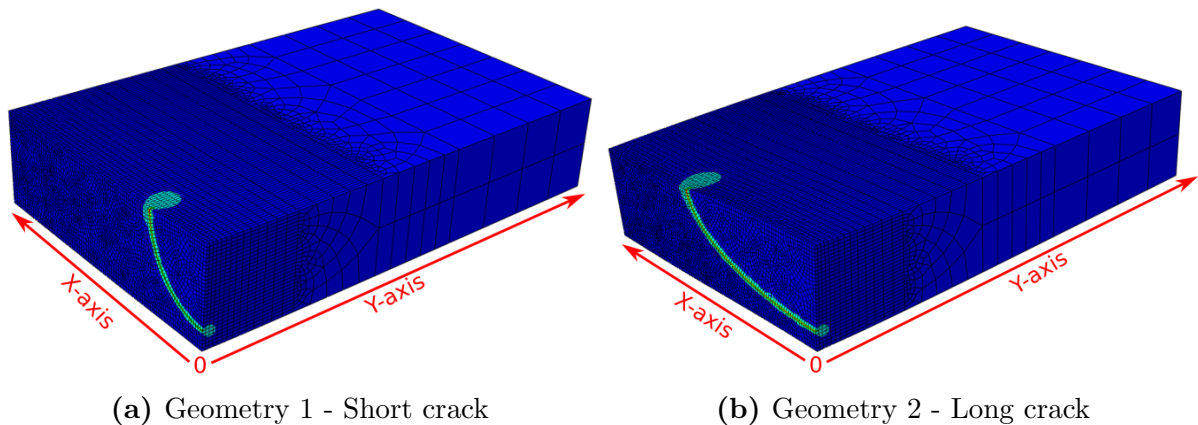 X-axis
0
Y-axis
X-axis
0
Y-axis
(a) Geometry 1 - Short crack
(b) Geometry 2 - Long crack